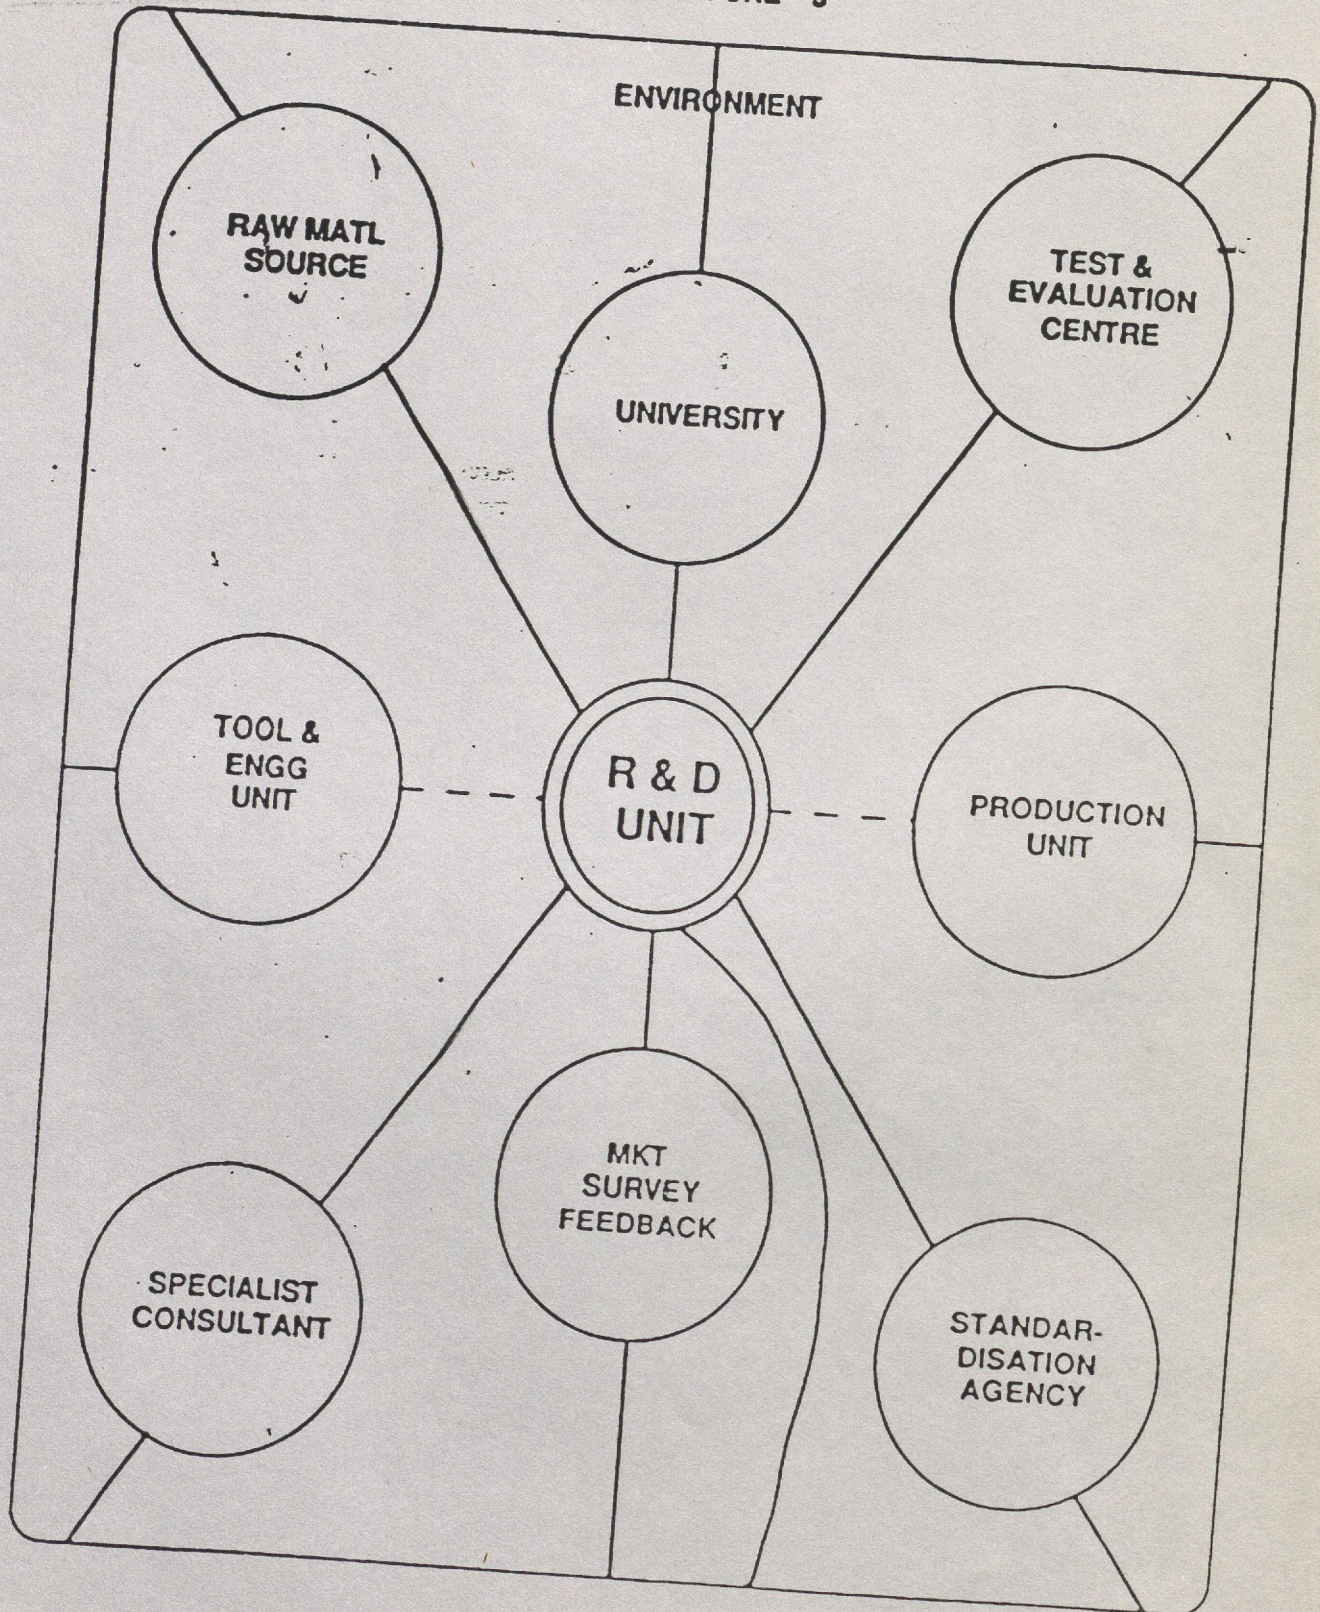 ENVIRONMENT
RAW MATL
SOURCE
UNIVERSITY
TEST &
EVALUATION
CENTRE
TOOL &
ENGG
UNIT
R & D
UNIT
PRODUCTION
UNIT
SPECIALIST
CONSULTANT
MKT
SURVEY
FEEDBACK
STANDAR-
DISATION
AGENCY